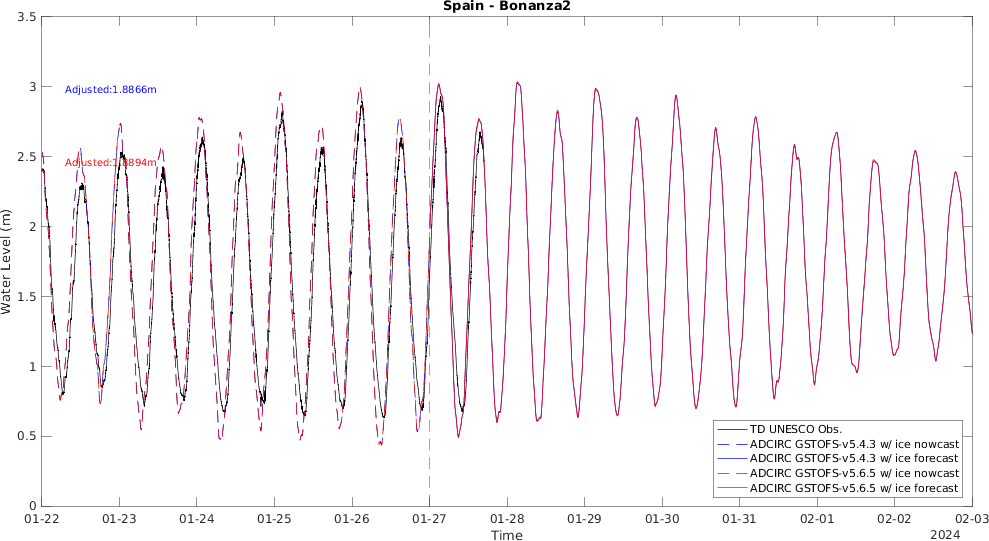 Spain - Bonanza2
Water Level (m)
3.5
3
2.5
2
1.5
1
0.5
0
Adjusted:1.8866m
Adjusted:1.8894m
TD UNESCO Obs.
ADCIRC GSTOFS-v5.4.3 w/ ice nowcast
ADCIRC GSTOFS-v5.4.3 w/ ice forecast
ADCIRC GSTOFS-v5.6.5 w/ ice nowcast
ADCIRC GSTOFS-v5.6.5 w/ ice forecast
01-22 01-23 01-24 01-25 01-26 01-27 01-28 01-29 01-30 01-31 02-01 02-02 02-03
Time
2024